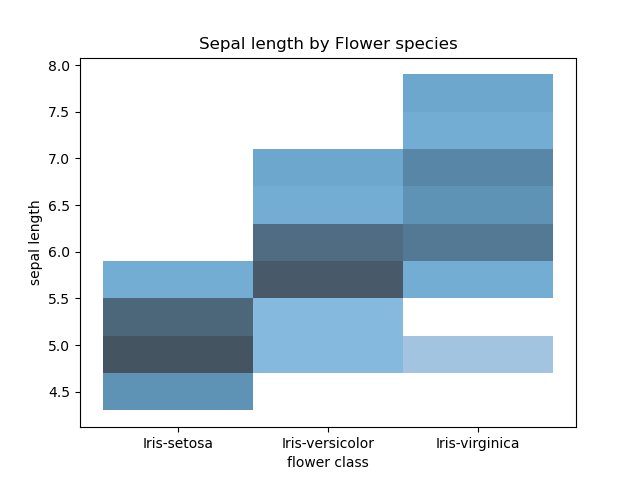 Sepal length by Flower species
8.0
7.5
7.0
6.5
6.0
5.5
5.0
4.5
sepal length
Iris-setosa Iris-versicolor Iris-virginica
flower class